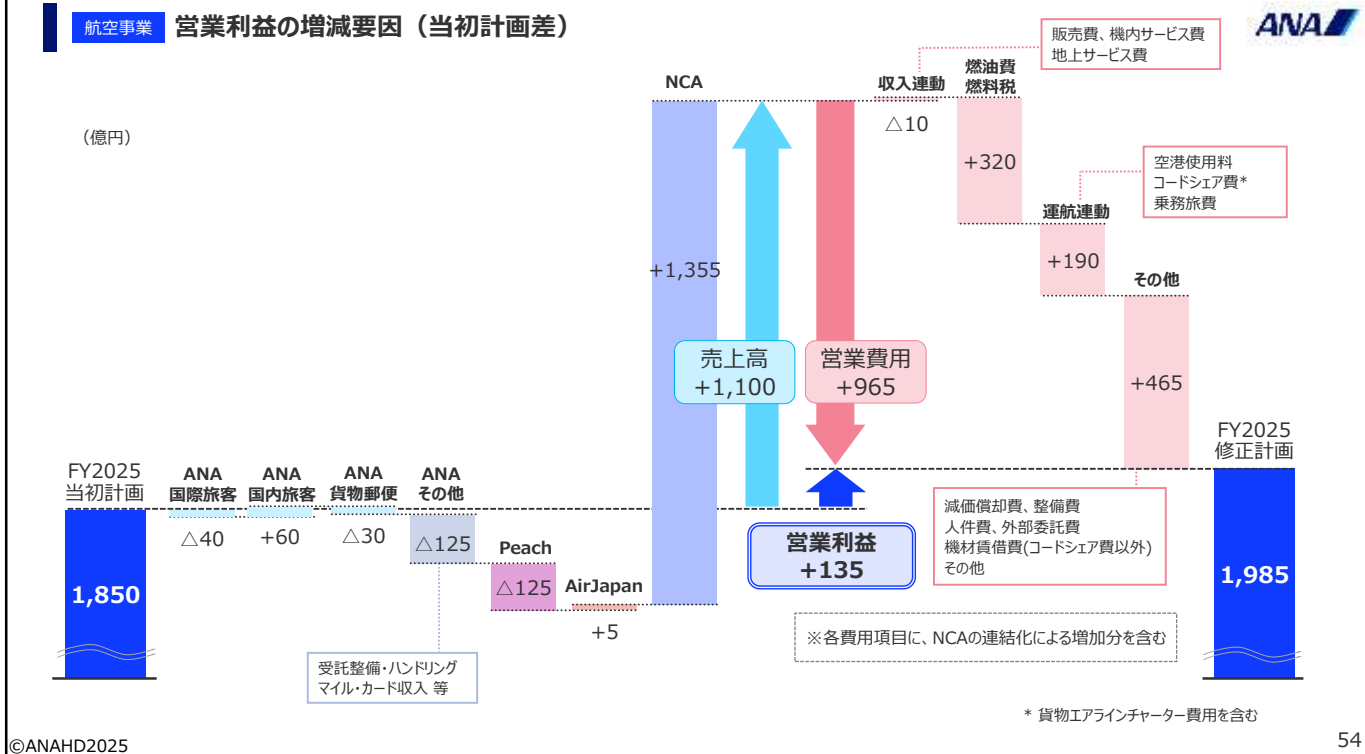 航空事業 営業利益の増減要因（当初計画差）
ANA
（億円）
FY2025
当初計画
1,850
ANA
国際旅客
△40
ANA
国内旅客
+60
ANA
貨物郵便
△30
ANA
その他
△125
受託整備・ハンドリング
マイル・カード収入 等
Peach
△125
AirJapan
+5
NCA
+1,355
売上高
+1,100
営業費用
+965
営業利益
+135
収入連動
△10
販売費、機内サービス費
地上サービス費
燃油費
燃料税
+320
運航連動
+190
空港使用料
コードシェア費*
乗務旅費
その他
+465
減価償却費、整備費
人件費、外部委託費
機材賃借費(コードシェア費以外)
その他
FY2025
修正計画
1,985
※各費用項目に、NCAの連結化による増加分を含む
* 貨物エアラインチャーター費用を含む
©ANAHD2025
54